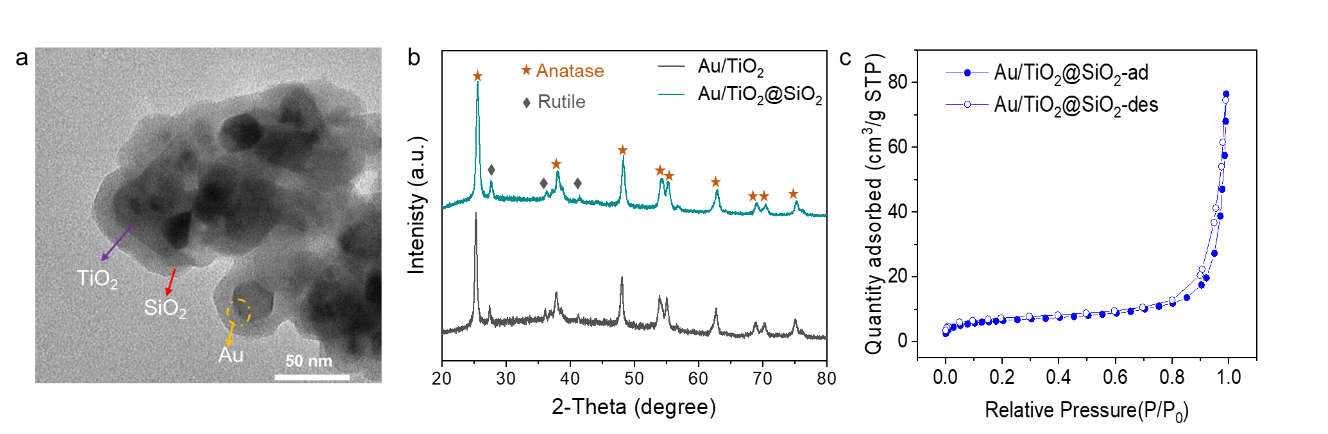 a
TiO₂
SiO₂
Au
50 nm
b
Anatase
Rutile
Au/TiO₂
Au/TiO₂@SiO₂
Intenisty (a.u.)
20 30 40 50 60 70 80
2-Theta (degree)
c
Au/TiO₂@SiO₂-ad
Au/TiO₂@SiO₂-des
Quantity adsorbed (cm³/g STP)
80
60
40
20
0
0.0 0.2 0.4 0.6 0.8 1.0
Relative Pressure(P/P₀)